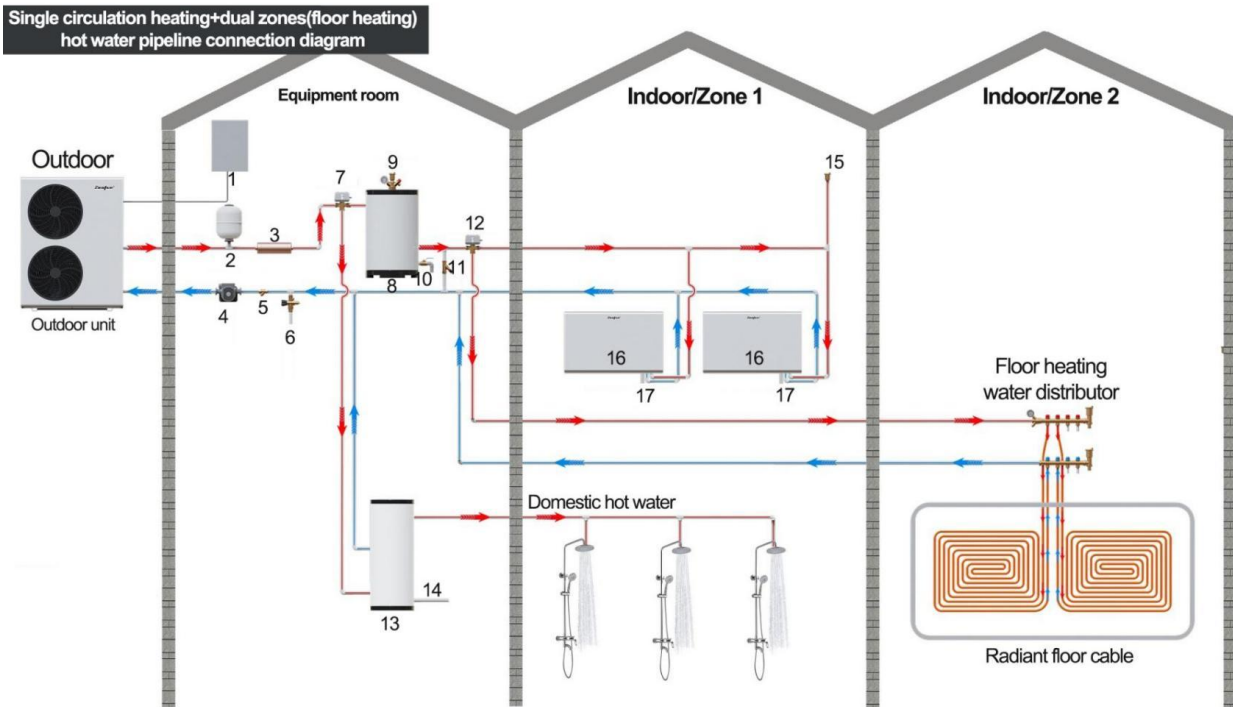 Single circulation heating+dual zones(floor heating)
hot water pipeline connection diagram
Equipment room
Indoor/Zone 1
Indoor/Zone 2
Outdoor
1
7
9
15
12
2
3
8
10
11
4
5
6
Outdoor unit
16
16
17
17
Floor heating
water distributor
Domestic hot water
14
13
Radiant floor cable